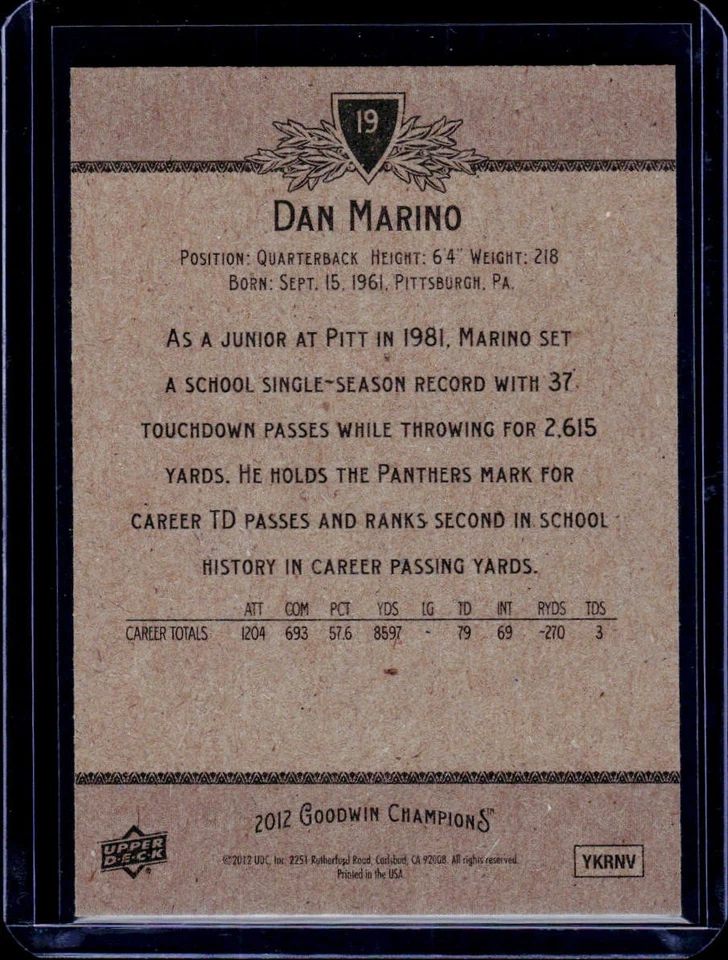 19
DAN MARINO
POSITION: QUARTERBACK HEIGHT: 6'4" WEIGHT: 218
BORN: SEPT. 15, 1961, PITTSBURGH, PA.
AS A JUNIOR AT PITT IN 1981, MARINO SET
A SCHOOL SINGLE-SEASON RECORD WITH 37
TOUCHDOWN PASSES WHILE THROWING FOR 2,615
YARDS. HE HOLDS THE PANTHERS MARK FOR
CAREER TD PASSES AND RANKS SECOND IN SCHOOL
HISTORY IN CAREER PASSING YARDS.
ATT COM PCT YDS LG TD INT RYDS TDS
CAREER TOTALS 1204 693 57.6 8597 - 79 69 -270 3
2012 GOODWIN CHAMPIONS™
UPPER
DECK®
©2012 UDC, Inc. 2251 Rutherford Road, Carlsbad, CA 92008. All rights reserved.
Printed in the USA.
YKRNV